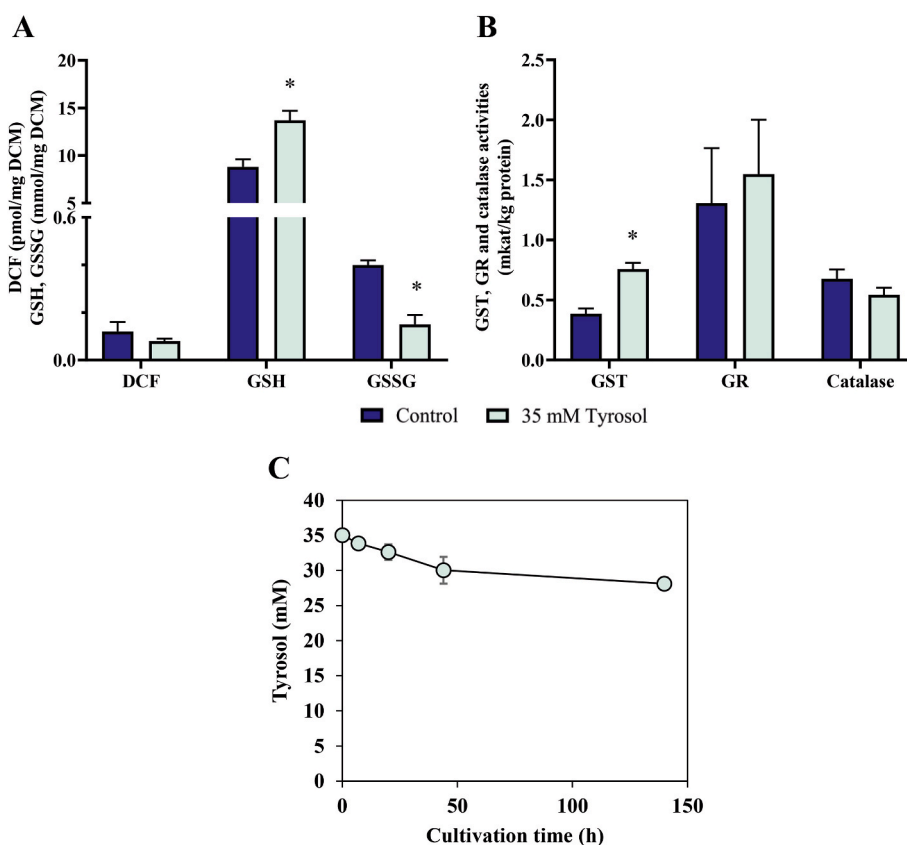 A
DCF (pmol/mg DCM)
GSH, GSSG (mmol/mg DCM)
20
15
10
5
0.6
0.0
*
*
DCF
GSH
GSSG
B
GST, GR and catalase activities
(mkat/kg protein)
2.5
2.0
1.5
1.0
0.5
0.0
*
GST
GR
Catalase
Control
35 mM Tyrosol
C
Tyrosol (mM)
40
35
30
25
20
15
10
5
0
0
50
100
150
Cultivation time (h)